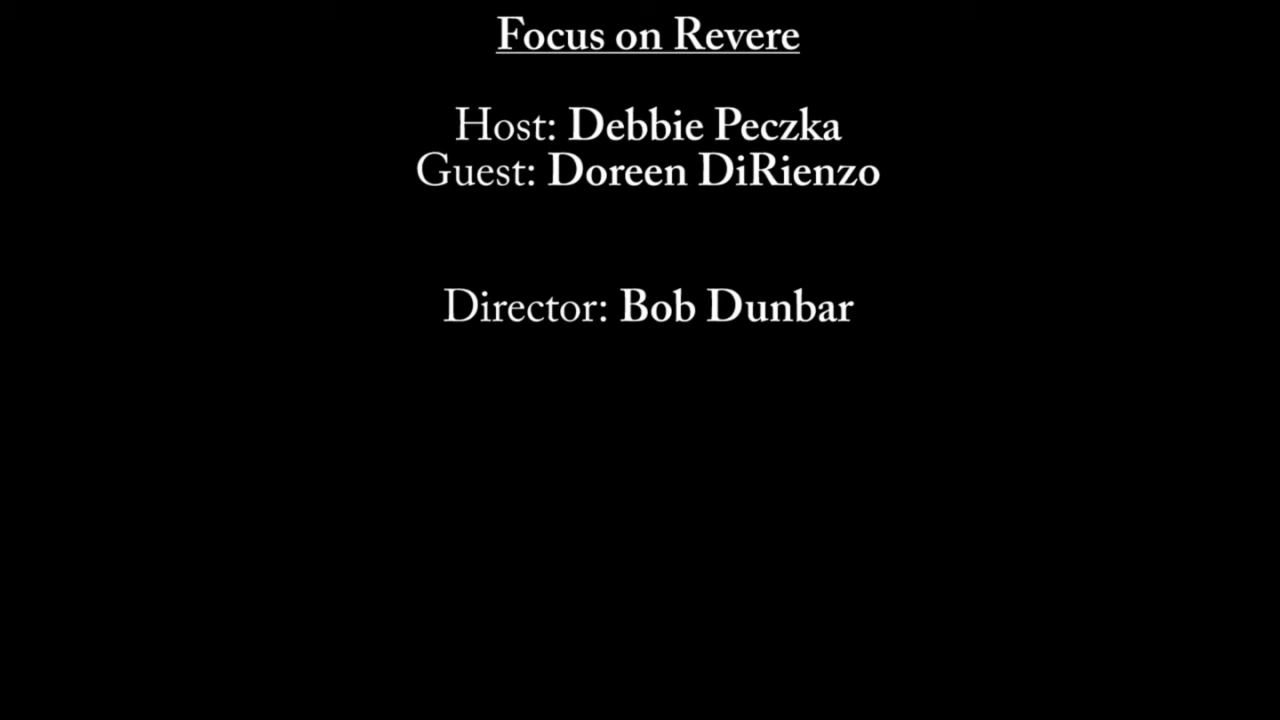 Focus on Revere
Host: Debbie Peczka
Guest: Doreen DiRienzo
Director: Bob Dunbar